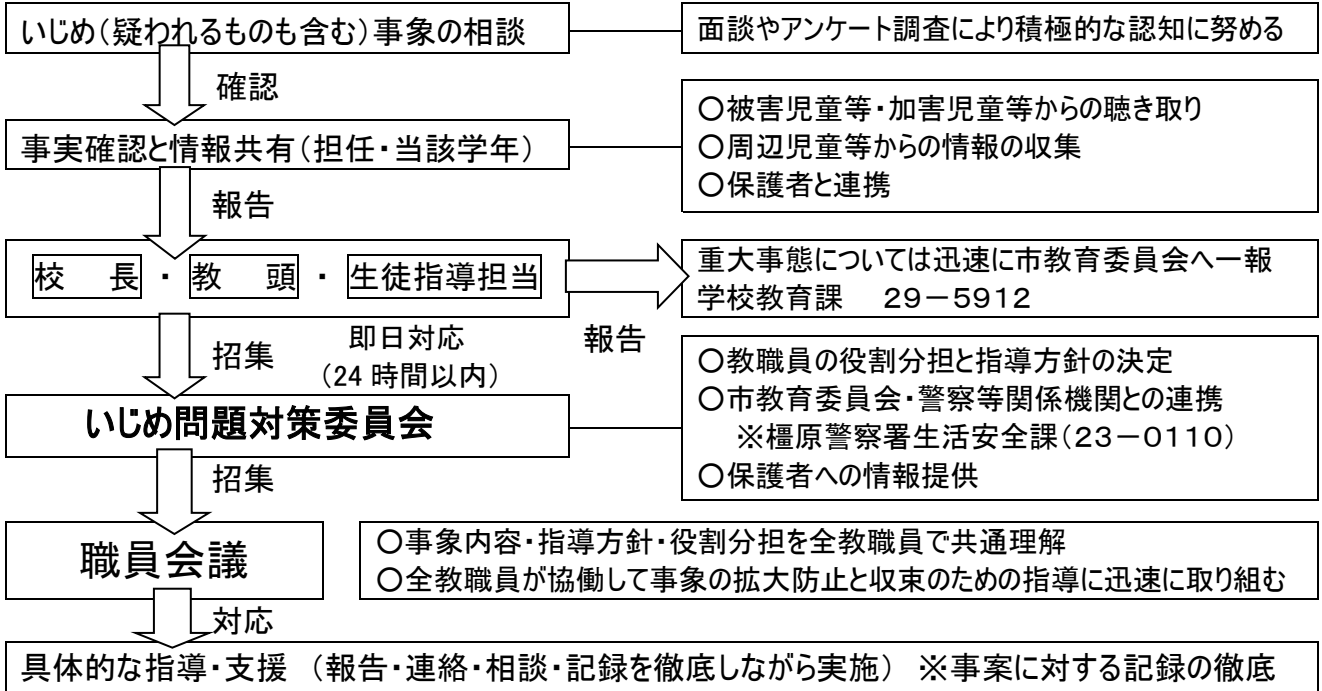 いじめ（疑われるものも含む）事象の相談
面談やアンケート調査により積極的な認知に努める
確認
事実確認と情報共有（担任・当該学年）
○被害児童等・加害児童等からの聴き取り
○周辺児童等からの情報の収集
○保護者と連携
報告
校　長 ・ 教　頭 ・ 生徒指導担当
報告
重大事態については迅速に市教育委員会へ一報
学校教育課　２９－５９１２
招集
即日対応
（24時間以内）
いじめ問題対策委員会
○教職員の役割分担と指導方針の決定
○市教育委員会・警察等関係機関との連携
※橿原警察署生活安全課（２３－０１１０）
○保護者への情報提供
招集
職員会議
○事象内容・指導方針・役割分担を全教職員で共通理解
○全教職員が協働して事象の拡大防止と収束のための指導に迅速に取り組む
対応
具体的な指導・支援　（報告・連絡・相談・記録を徹底しながら実施）　※事案に対する記録の徹底